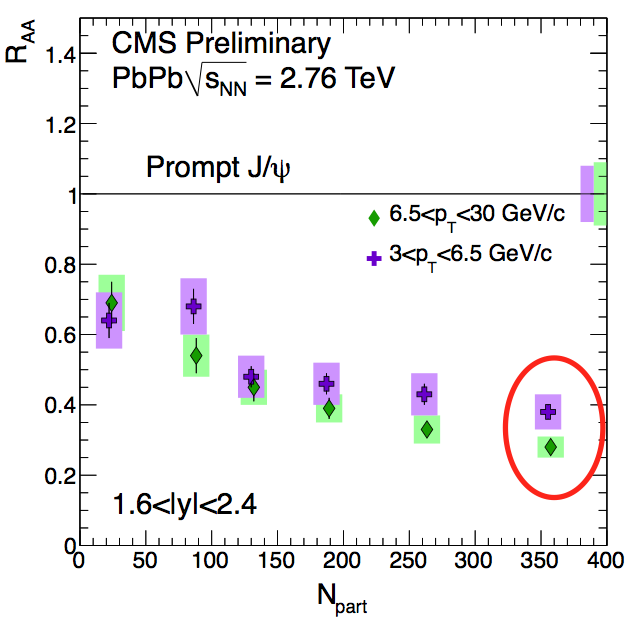 R_AA
CMS Preliminary
PbPb√s_NN = 2.76 TeV
Prompt J/ψ
6.5<p_T<30 GeV/c
3<p_T<6.5 GeV/c
1.6<|y|<2.4
1.4
1.2
1
0.8
0.6
0.4
0.2
0
0 50 100 150 200 250 300 350 400
N_part